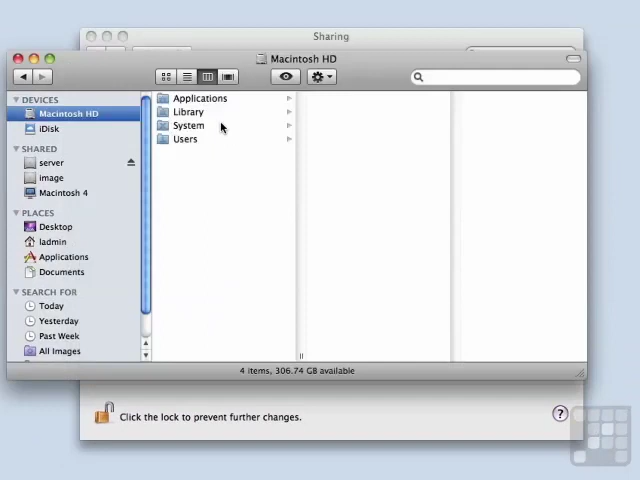 Sharing
Macintosh HD
DEVICES
Macintosh HD
iDisk
SHARED
server
image
Macintosh 4
PLACES
Desktop
ladmin
Applications
Documents
SEARCH FOR
Today
Yesterday
Past Week
All Images
Applications
Library
System
Users
4 items, 306.74 GB available
Click the lock to prevent further changes.
?